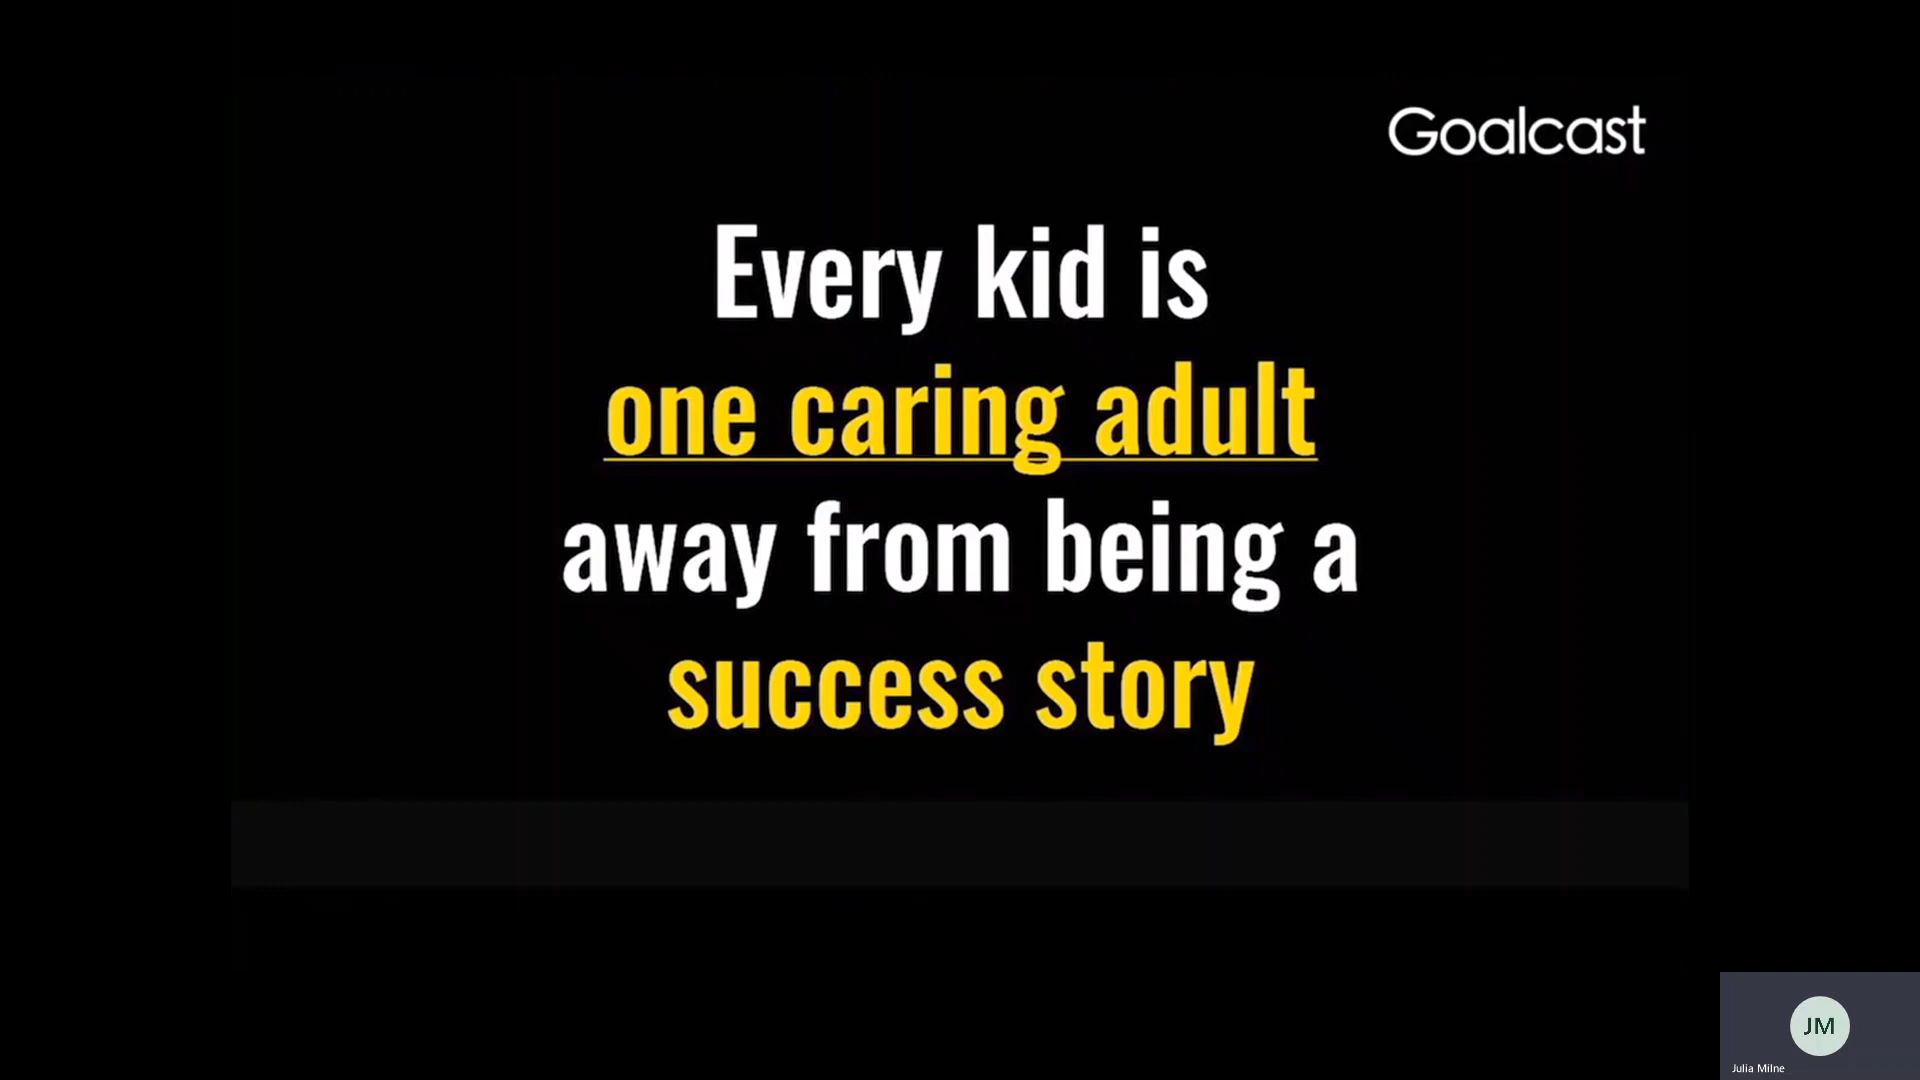 Goalcast
Every kid is
one caring adult
away from being a
success story
JM
Julia Milne